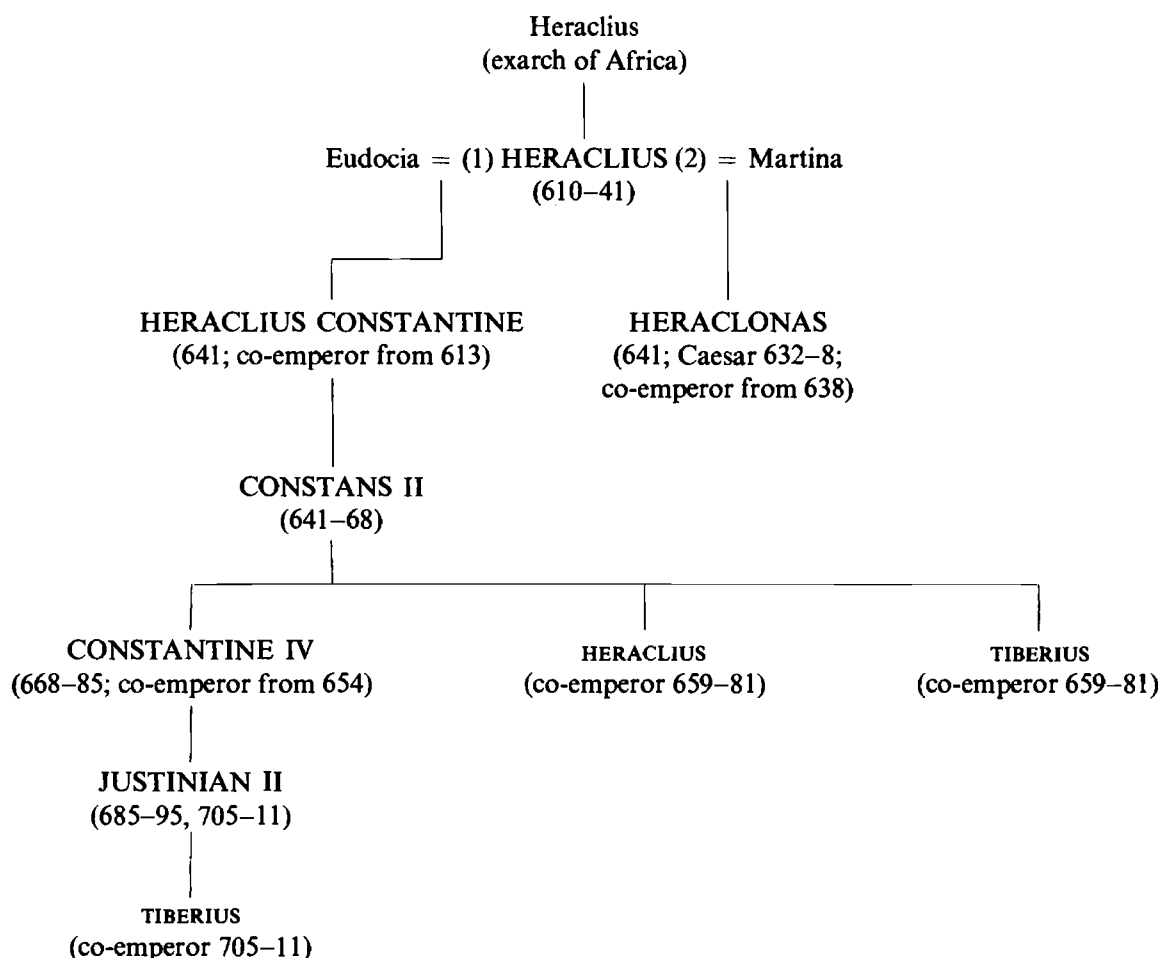 Heraclius
(exarch of Africa)
Eudocia = (1) HERACLIUS (2) = Martina
(610–41)
HERACLIUS CONSTANTINE
(641; co-emperor from 613)
HERACLONAS
(641; Caesar 632–8;
co-emperor from 638)
CONSTANS II
(641–68)
CONSTANTINE IV
(668–85; co-emperor from 654)
HERACLIUS
(co-emperor 659–81)
TIBERIUS
(co-emperor 659–81)
JUSTINIAN II
(685–95, 705–11)
TIBERIUS
(co-emperor 705–11)